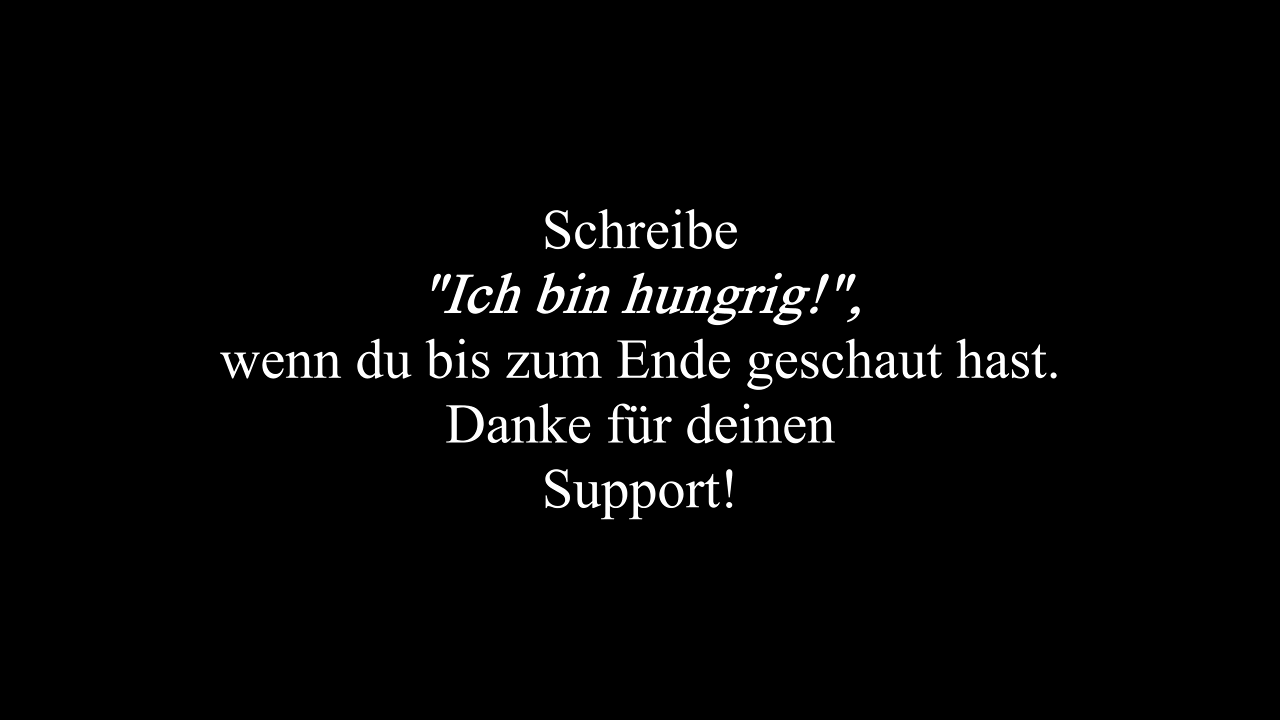 Schreibe
"Ich bin hungrig!",
wenn du bis zum Ende geschaut hast.
Danke für deinen
Support!